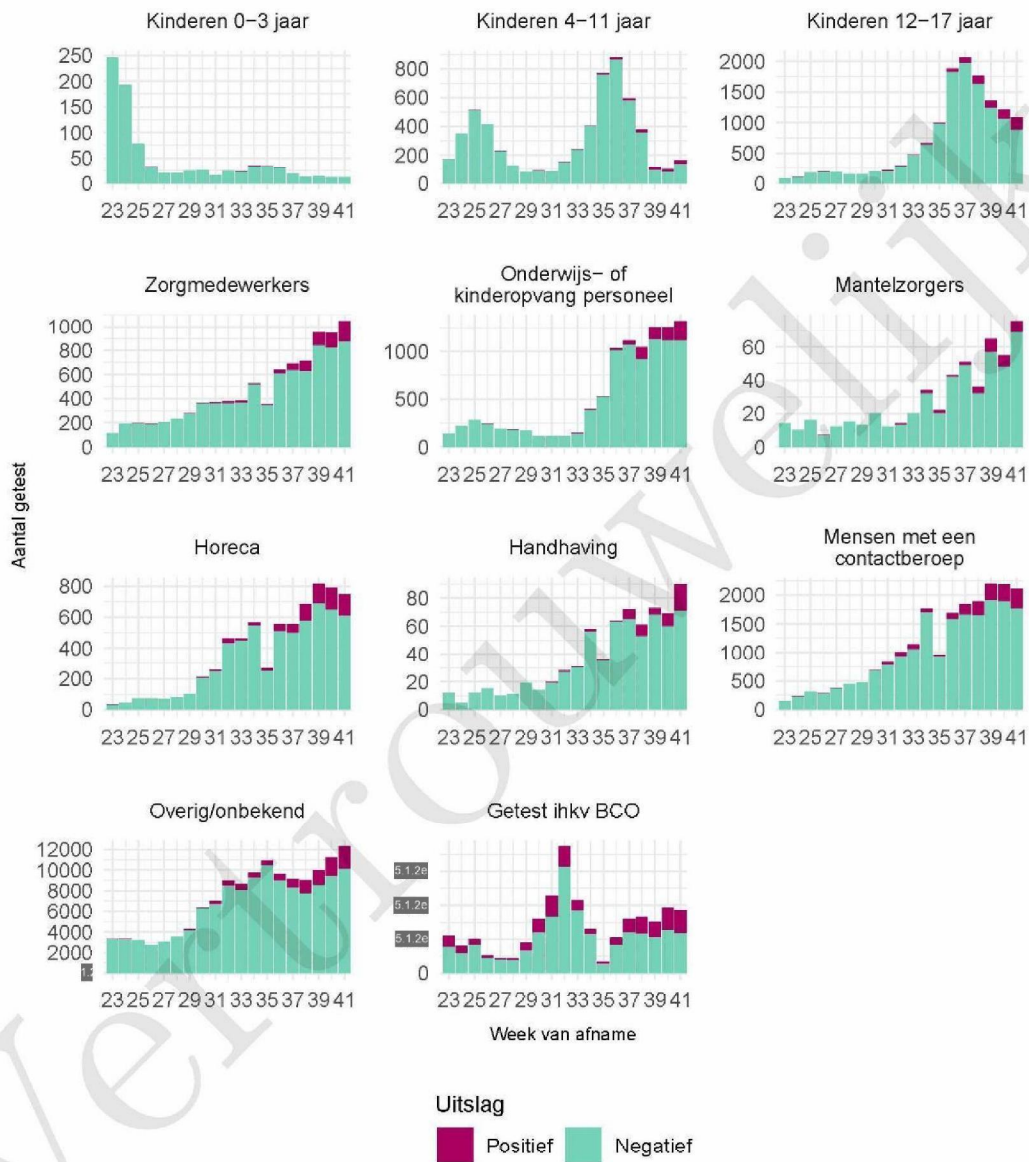 Kinderen 0−3 jaar
250
200
150
100
50
0
23 25 27 29 31 33 35 37 39 41
Kinderen 4−11 jaar
800
600
400
200
0
23 25 27 29 31 33 35 37 39 41
Kinderen 12−17 jaar
2000
1500
1000
500
0
23 25 27 29 31 33 35 37 39 41
Zorgmedewerkers
1000
800
600
400
200
0
23 25 27 29 31 33 35 37 39 41
Onderwijs− of
kinderopvang personeel
1000
500
0
23 25 27 29 31 33 35 37 39 41
Mantelzorgers
60
40
20
0
23 25 27 29 31 33 35 37 39 41
Aantal getest
Horeca
800
600
400
200
0
23 25 27 29 31 33 35 37 39 41
Handhaving
80
60
40
20
0
23 25 27 29 31 33 35 37 39 41
Mensen met een
contactberoep
2000
1500
1000
500
0
23 25 27 29 31 33 35 37 39 41
Overig/onbekend
12000
10000
8000
6000
4000
2000
23 25 27 29 31 33 35 37 39 41
Getest ihkv BCO
5.1.2e
5.1.2e
5.1.2e
0
23 25 27 29 31 33 35 37 39 41
Week van afname
Uitslag
Positief Negatief
Vertrouwelijk